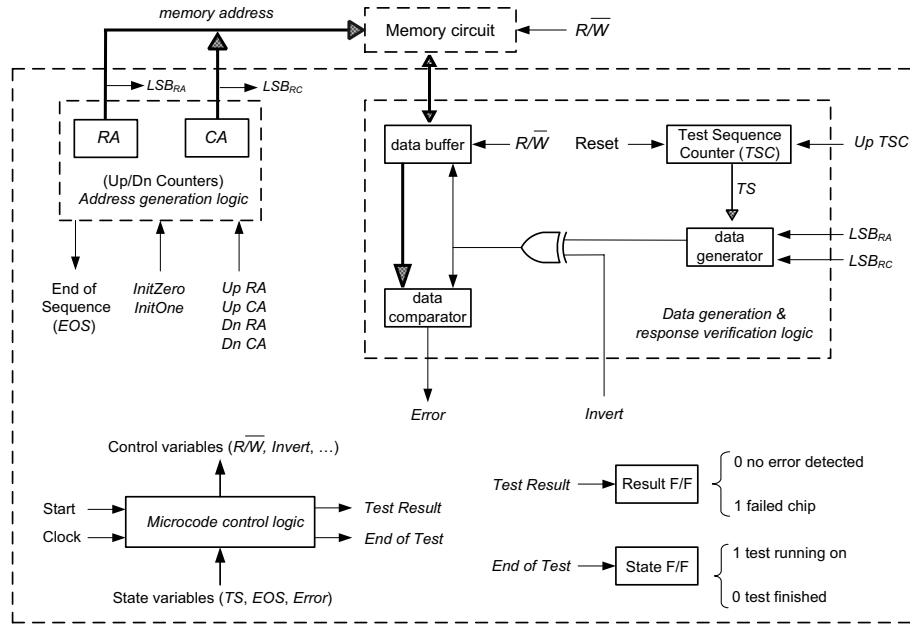 memory address
Memory circuit
R/W̅
LSB_RA
LSB_RC
RA
CA
(Up/Dn Counters)
Address generation logic
End of
Sequence
(EOS)
InitZero
InitOne
Up RA
Up CA
Dn RA
Dn CA
data buffer
R/W̅
Reset
Test Sequence
Counter (TSC)
Up TSC
TS
data
generator
LSB_RA
LSB_RC
data
comparator
Data generation &
response verification logic
Error
Invert
Control variables (R/W̅, Invert, …)
Start
Clock
Microcode control logic
Test Result
End of Test
State variables (TS, EOS, Error)
Test Result
Result F/F
0 no error detected
1 failed chip
End of Test
State F/F
1 test running on
0 test finished